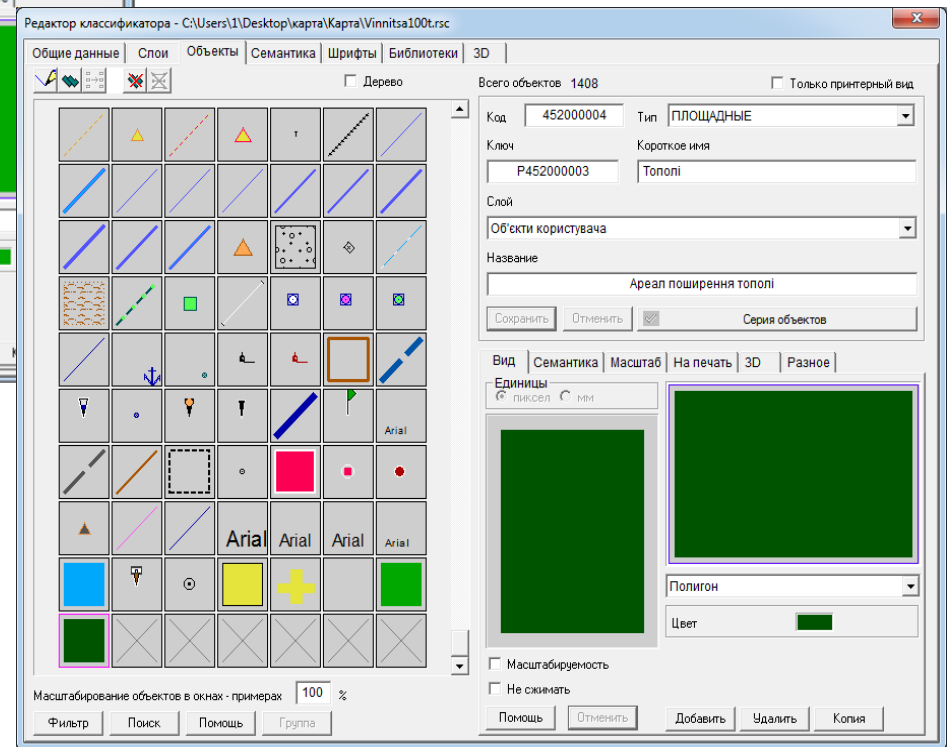 Редактор классификатора - C:\Users\1\Desktop\карта\Карта\Vinnitsa100t.rsc
Общие данные Слои Объекты Семантика Шрифты Библиотеки 3D
Дерево
Всего объектов 1408
Только принтерный вид
Код 452000004 Тип ПЛОЩАДНЫЕ
Ключ Короткое имя
P452000003 Тополі
Слой
Об'єкти користувача
Название
Ареал поширення тополі
Сохранить Отменить Серия объектов
Вид Семантика Масштаб На печать 3D Разное
Единицы
пиксел мм
Arial
Arial Arial Arial Arial
Полигон
Цвет
Масштабируемость
Не сжимать
Помощь Отменить Добавить Удалить Копия
Масштабирование объектов в окнах - примерах 100 %
Фильтр Поиск Помощь Группа